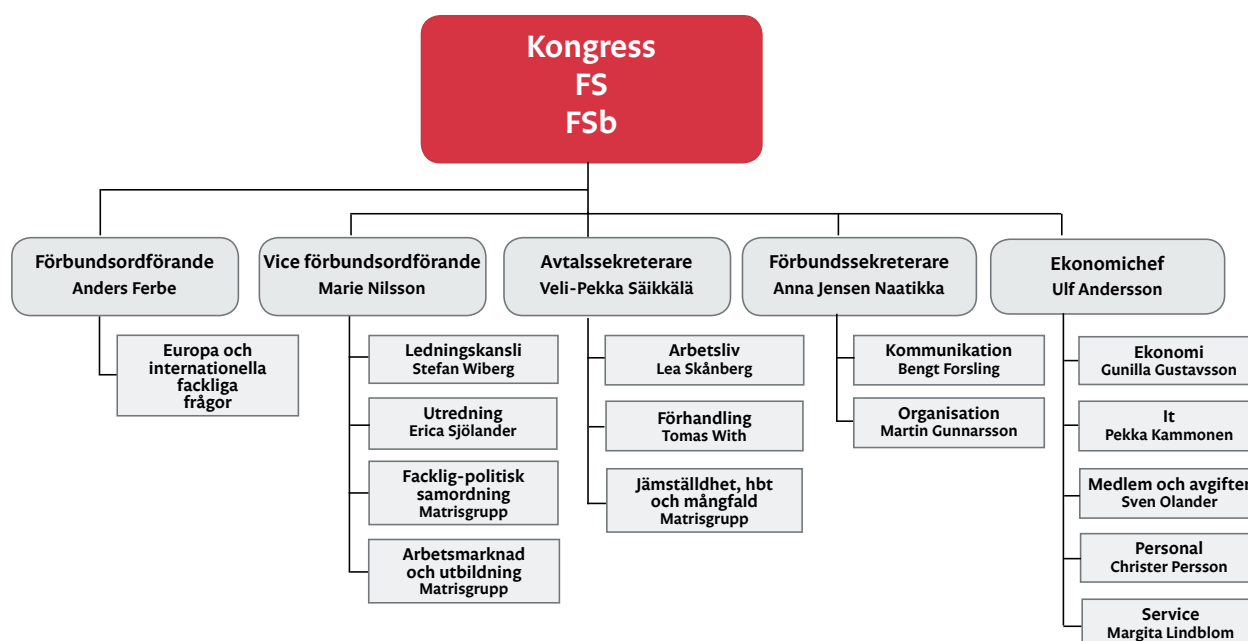 Kongress
FS
FSb
Förbundsordförande
Anders Ferbe
Europa och
internationella
fackliga
frågor
Vice förbundsordförande
Marie Nilsson
Ledningskansli
Stefan Wiberg
Utredning
Erica Sjölander
Facklig-politisk
samordning
Matrisgrupp
Arbetsmarknad
och utbildning
Matrisgrupp
Avtalssekreterare
Veli-Pekka Säikkälä
Arbetsliv
Lea Skånberg
Förhandling
Tomas With
Jämställdhet, hbt
och mångfald
Matrisgrupp
Förbundssekreterare
Anna Jensen Naatikka
Kommunikation
Bengt Forsling
Organisation
Martin Gunnarsson
Ekonomichef
Ulf Andersson
Ekonomi
Gunilla Gustavsson
It
Pekka Kammonen
Medlem och avgifter
Sven Olander
Personal
Christer Persson
Service
Margita Lindblom